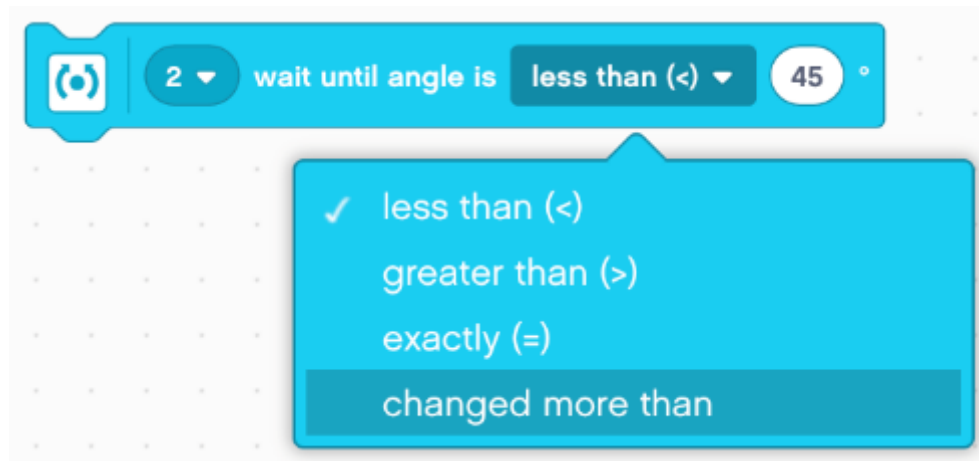 2 wait until angle is less than (<) 45 °
less than (<)
greater than (>)
exactly (=)
changed more than